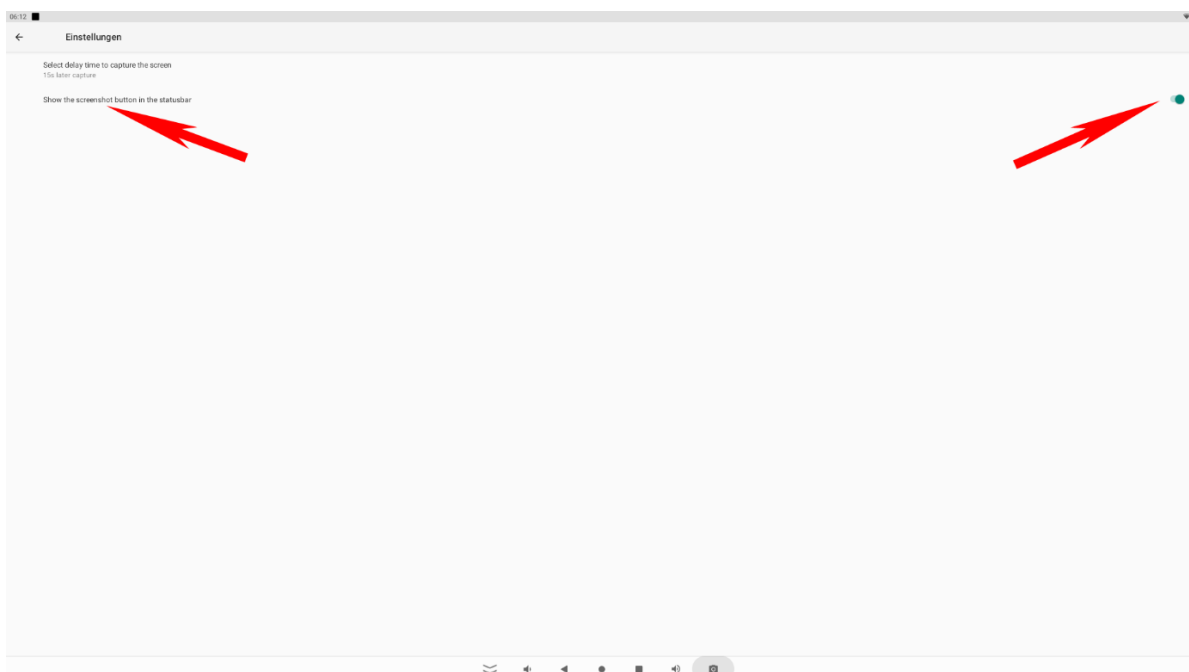 06:12
Einstellungen
Select delay time to capture the screen
15s later capture
Show the screenshot button in the statusbar